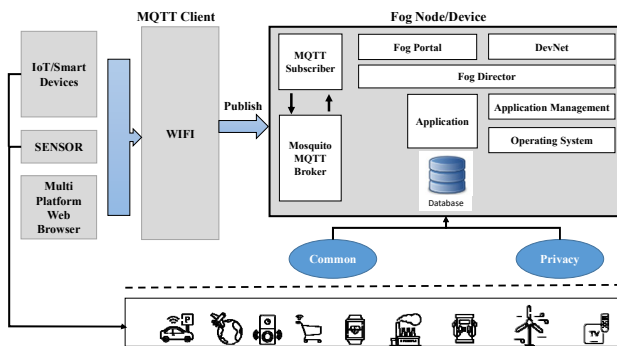 MQTT Client
Fog Node/Device
IoT/Smart
Devices
SENSOR
Multi
Platform
Web
Browser
WIFI
Publish
MQTT
Subscriber
Mosquito
MQTT
Broker
Fog Portal
DevNet
Fog Director
Application
Application Management
Operating System
Database
Common
Privacy
P
TV